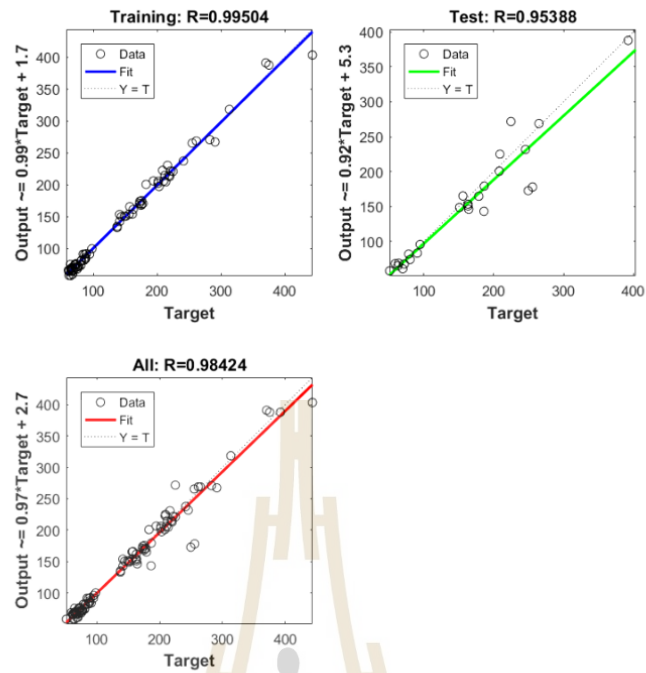 Training: R=0.99504
Output ~= 0.99*Target + 1.7
400
350
300
250
200
150
100
Data
Fit
Y = T
100
200
300
400
Target
Test: R=0.95388
Output ~= 0.92*Target + 5.3
400
350
300
250
200
150
100
Data
Fit
Y = T
100
200
300
400
Target
All: R=0.98424
Output ~= 0.97*Target + 2.7
400
350
300
250
200
150
100
Data
Fit
Y = T
100
200
300
400
Target